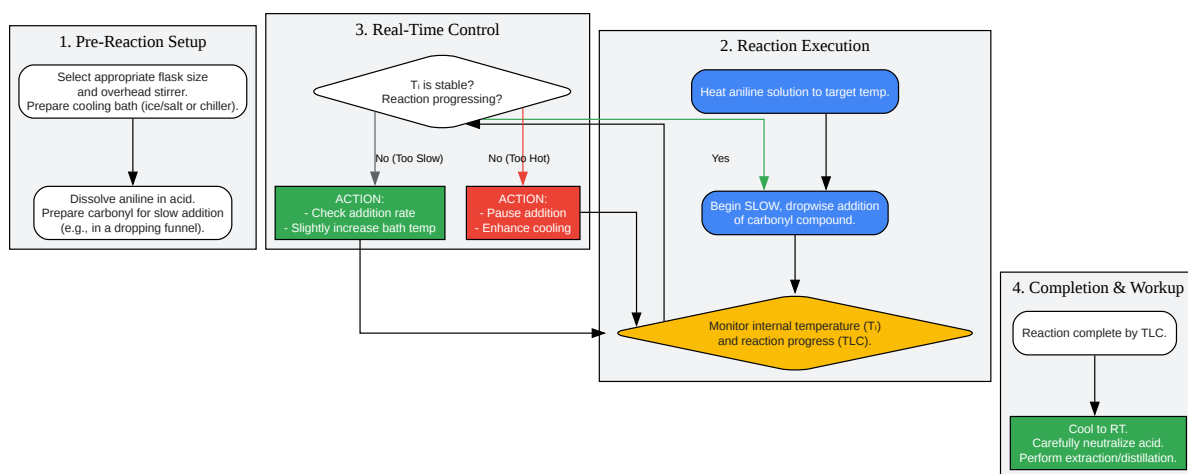 1. Pre-Reaction Setup
Select appropriate flask size
and overhead stirrer.
Prepare cooling bath (ice/salt or chiller).
Dissolve aniline in acid.
Prepare carbonyl for slow addition
(e.g., in a dropping funnel).
3. Real-Time Control
Tᵢ is stable?
Reaction progressing?
No (Too Slow)
No (Too Hot)
ACTION:
- Check addition rate
- Slightly increase bath temp
ACTION:
- Pause addition
- Enhance cooling
2. Reaction Execution
Heat aniline solution to target temp.
Yes
Begin SLOW, dropwise addition
of carbonyl compound.
Monitor internal temperature (Tᵢ)
and reaction progress (TLC).
4. Completion & Workup
Reaction complete by TLC.
Cool to RT.
Carefully neutralize acid.
Perform extraction/distillation.